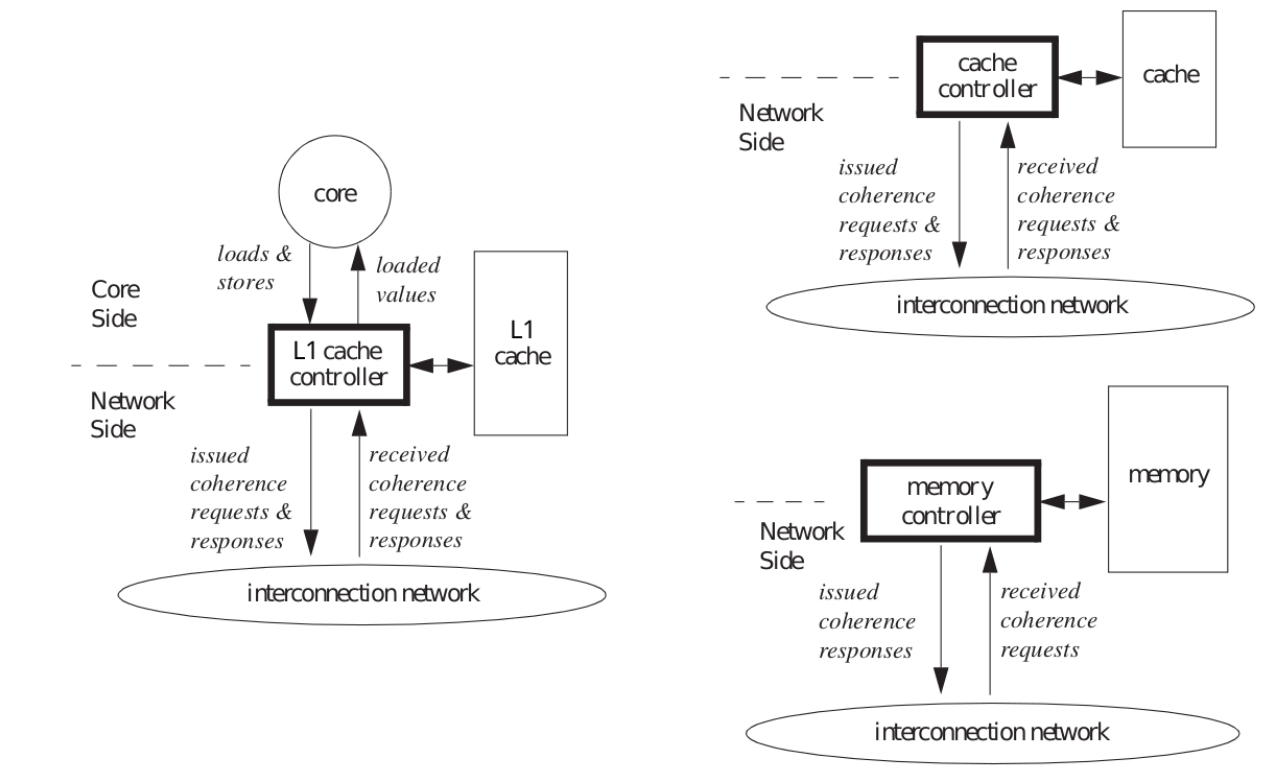 core
loads &
stores
loaded
values
Core
Side
L1 cache
controller
L1
cache
Network
Side
issued
coherence
requests &
responses
received
coherence
requests &
responses
interconnection network
cache
controller
cache
Network
Side
issued
coherence
requests &
responses
received
coherence
requests &
responses
interconnection network
memory
controller
memory
Network
Side
issued
coherence
responses
received
coherence
requests
interconnection network